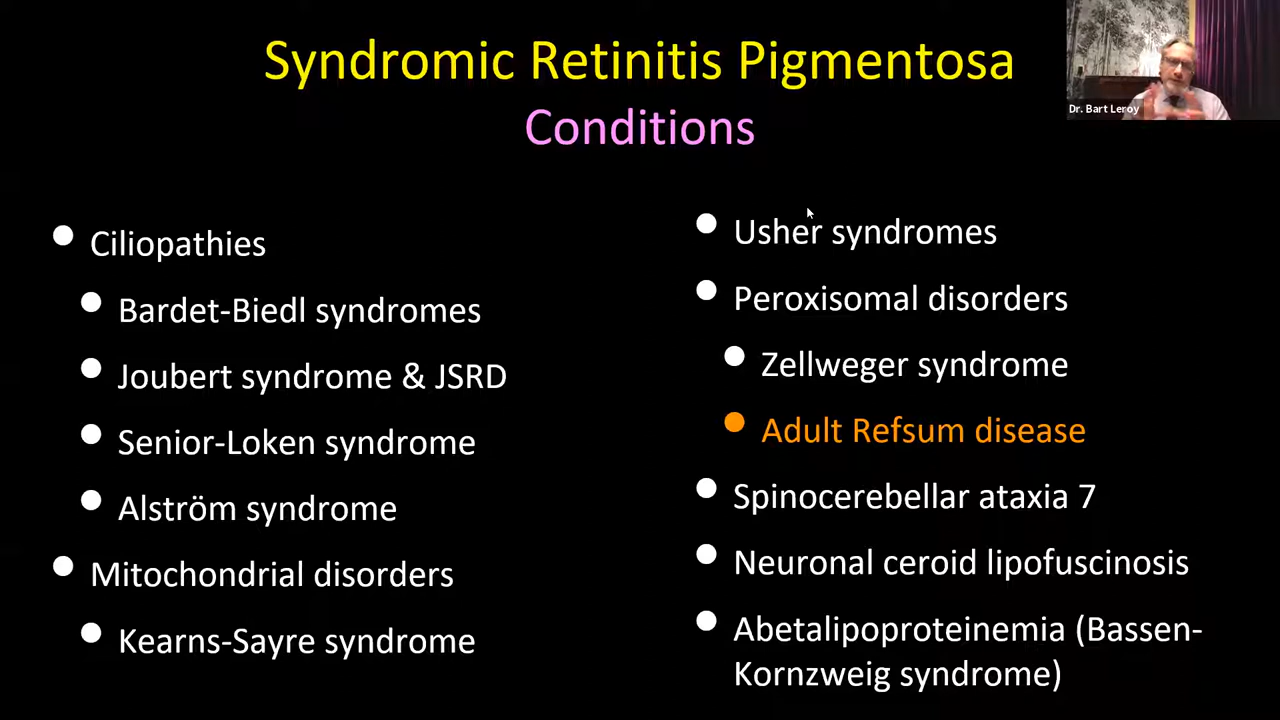 Syndromic Retinitis Pigmentosa
Conditions
Dr. Bart Leroy
Ciliopathies
Bardet-Biedl syndromes
Joubert syndrome & JSRD
Senior-Loken syndrome
Alström syndrome
Mitochondrial disorders
Kearns-Sayre syndrome
Usher syndromes
Peroxisomal disorders
Zellweger syndrome
Adult Refsum disease
Spinocerebellar ataxia 7
Neuronal ceroid lipofuscinosis
Abetalipoproteinemia (Bassen-
Kornzweig syndrome)